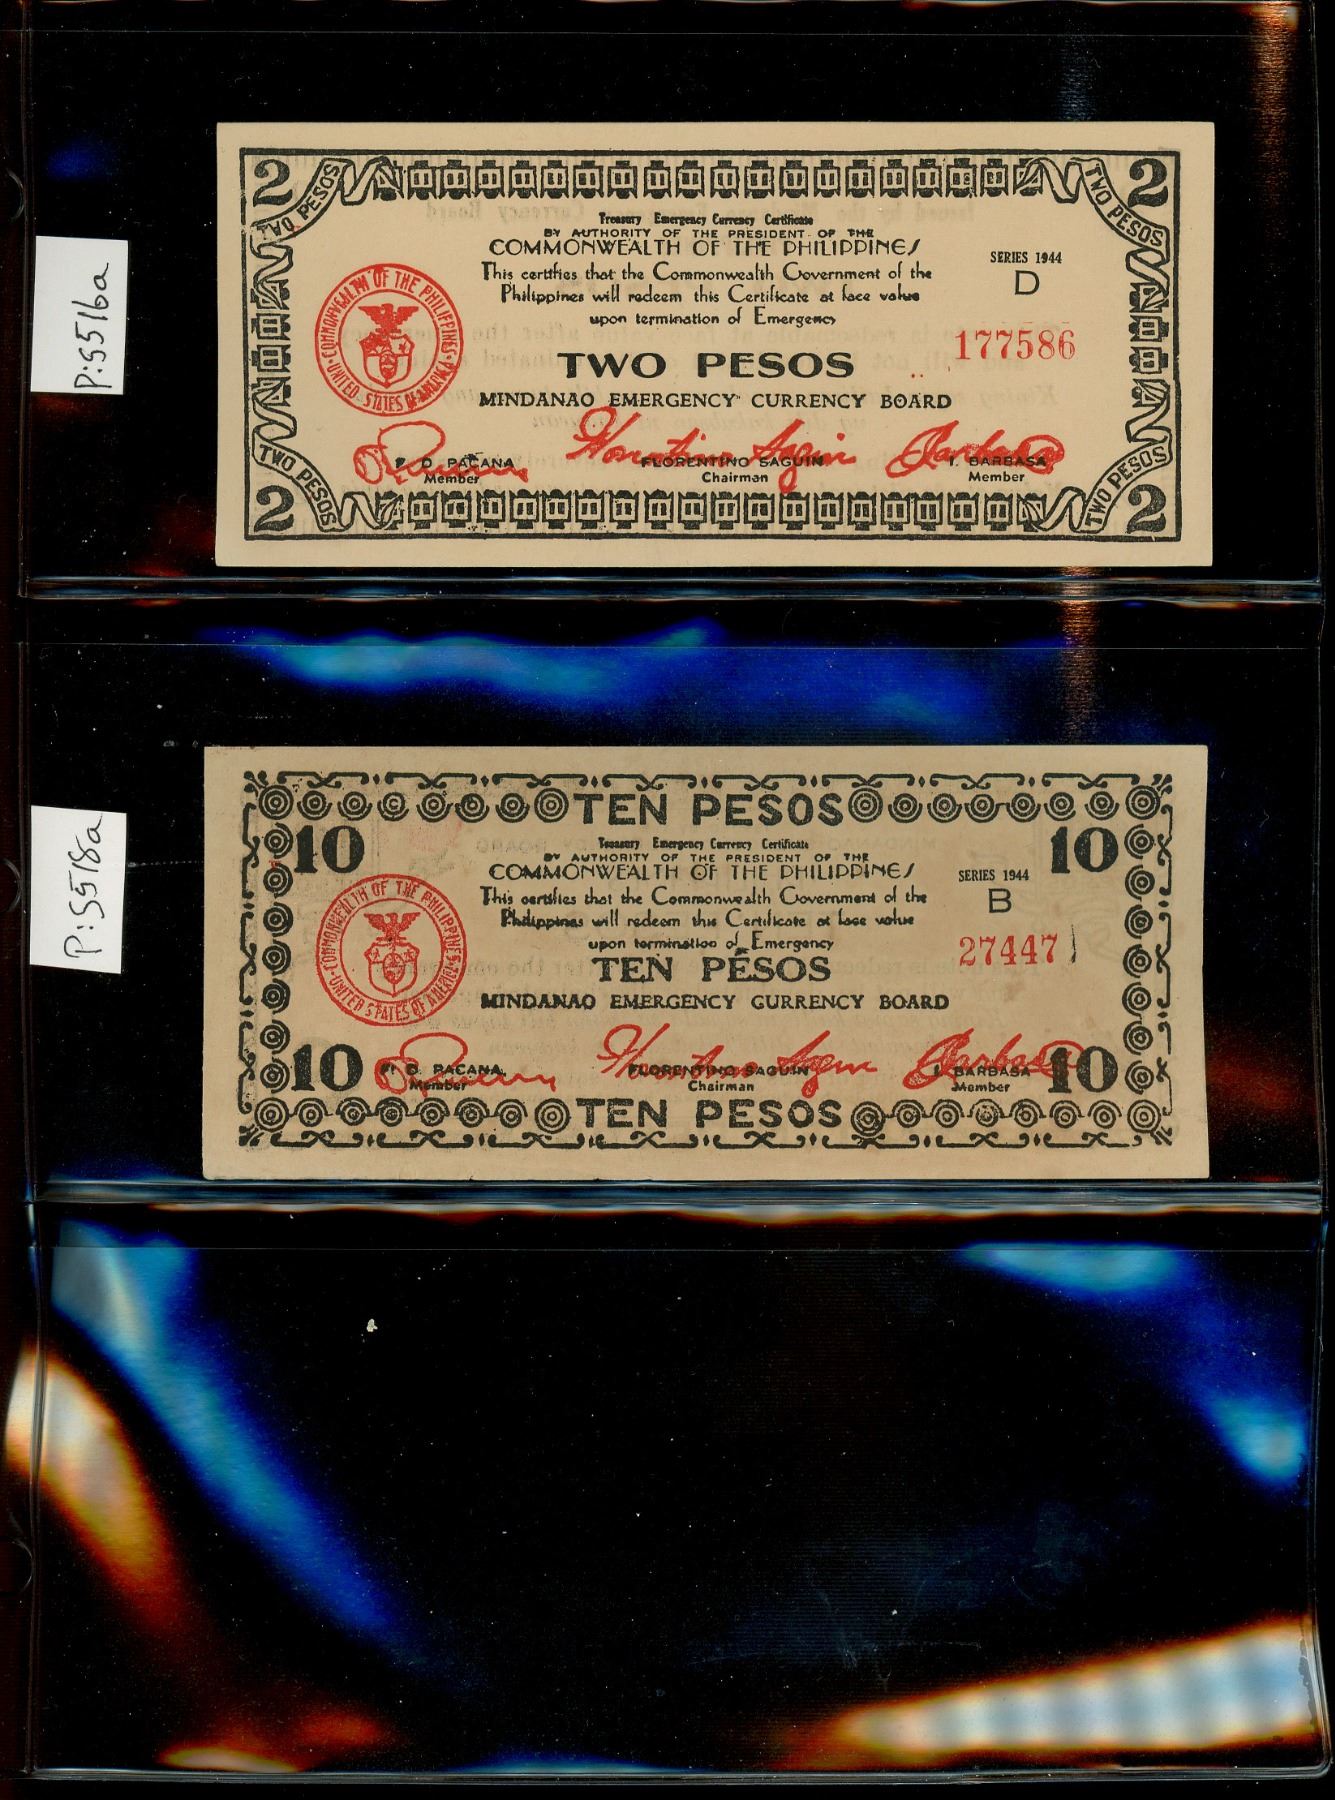 P:S516a
2 2
TWO PESOS TWO PESOS
Treasury Emergency Currency Certificate
BY AUTHORITY OF THE PRESIDENT OF THE
COMMONWEALTH OF THE PHILIPPINES
This certifies that the Commonwealth Government of the
Philippines will redeem this Certificate at face value
upon termination of Emergency
SERIES 1944
D
177586
COMMONWEALTH OF THE PHILIPPINES
UNITED STATES OF AMERICA
TWO PESOS
MINDANAO EMERGENCY CURRENCY BOARD
P. D. PACANA FLORENTINO SAGUIN I. BARBASA
Member Chairman Member
TWO PESOS TWO PESOS
2 2
P:S518a
TEN PESOS
10 10
Treasury Emergency Currency Certificate
BY AUTHORITY OF THE PRESIDENT OF THE
COMMONWEALTH OF THE PHILIPPINES
This certifies that the Commonwealth Government of the
Philippines will redeem this Certificate at face value
upon termination of Emergency
SERIES 1944
B
27447
COMMONWEALTH OF THE PHILIPPINES
UNITED STATES OF AMERICA
TEN PESOS
MINDANAO EMERGENCY CURRENCY BOARD
10 10
PACANA FLORENTINO SAGUIN I. BARBASA
Member Chairman Member
TEN PESOS